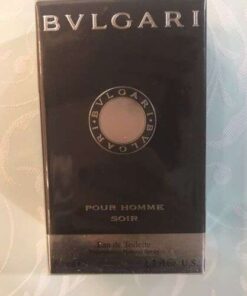 BVLGARI
BVLGARI • BVLGARI •
POUR HOMME
SOIR
Eau de Toilette